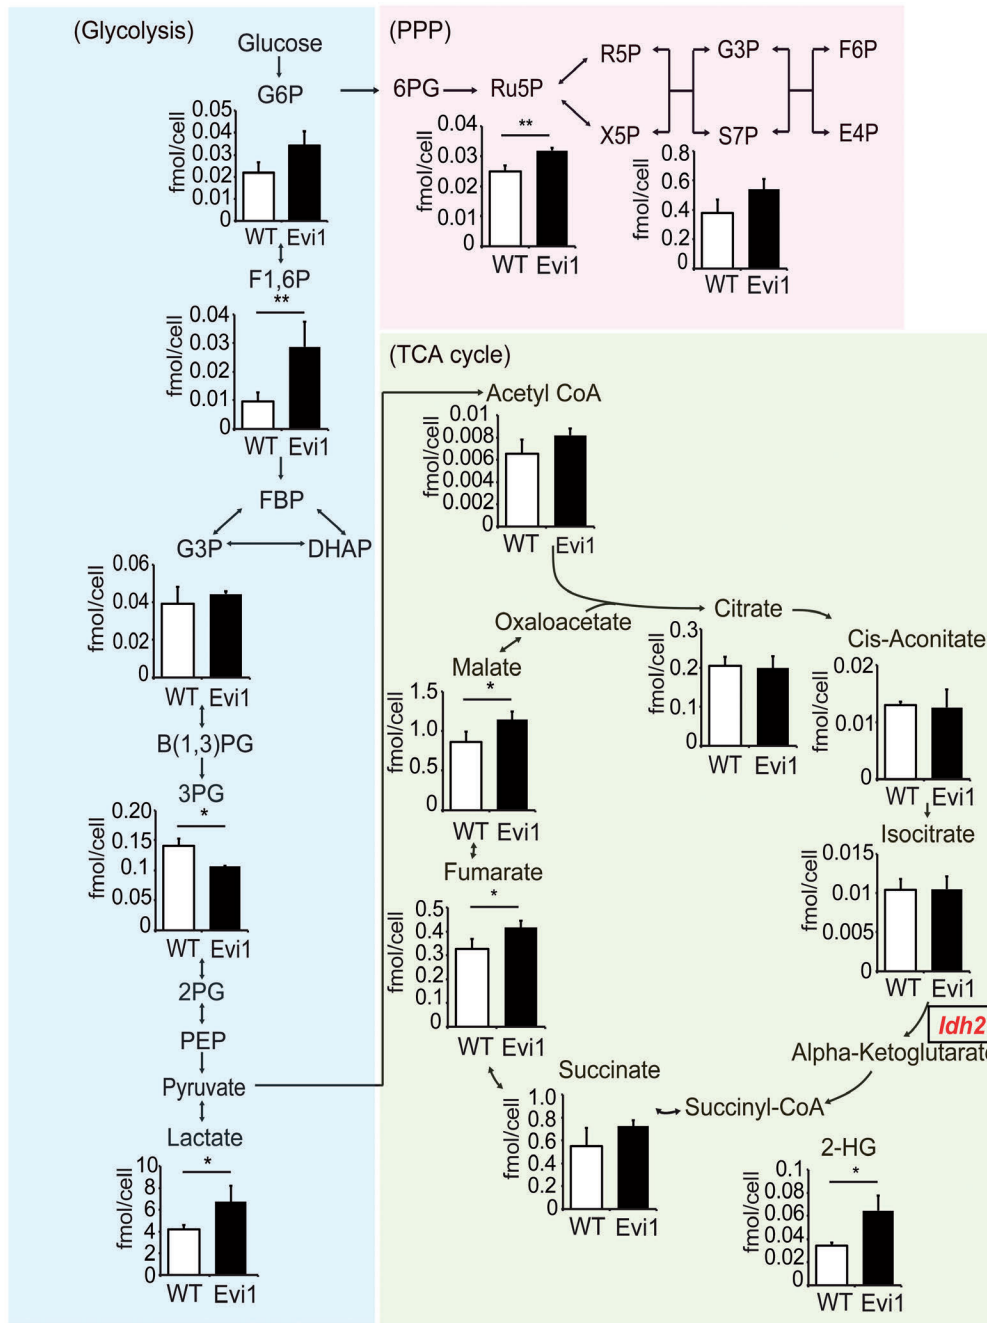 (Glycolysis)
Glucose
G6P
fmol/cell
0.05
0.04
0.03
0.02
0.01
0
WT Evi1
F1,6P
**
fmol/cell
0.04
0.04
0.03
0.01
0
WT Evi1
FBP
G3P
DHAP
fmol/cell
0.06
0.04
0.02
0
WT Evi1
B(1,3)PG
3PG
*
fmol/cell
0.20
0.15
0.1
0.05
0
WT Evi1
2PG
PEP
Pyruvate
Lactate
*
fmol/cell
10
8
6
4
2
0
WT Evi1
(PPP)
6PG
Ru5P
R5P
G3P
F6P
X5P
S7P
E4P
**
fmol/cell
0.04
0.03
0.02
0.01
0
WT Evi1
fmol/cell
0.8
0.6
0.4
0.2
0
WT Evi1
(TCA cycle)
Acetyl CoA
fmol/cell
0.01
0.008
0.006
0.004
0.002
0
WT Evi1
Oxaloacetate
Citrate
fmol/cell
0.3
0.2
0.1
0
WT Evi1
Cis-Aconitate
fmol/cell
0.02
0.01
0
WT Evi1
Isocitrate
fmol/cell
0.015
0.01
0.005
0
WT Evi1
Idh2
Alpha-Ketoglutarate
Succinyl-CoA
Malate
*
fmol/cell
1.5
1.0
0.5
0
WT Evi1
Fumarate
*
fmol/cell
0.5
0.4
0.3
0.2
0.1
0
WT Evi1
Succinate
fmol/cell
1.0
0.8
0.6
0.4
0.2
0
WT Evi1
2-HG
*
fmol/cell
0.1
0.08
0.06
0.04
0.02
0
WT Evi1